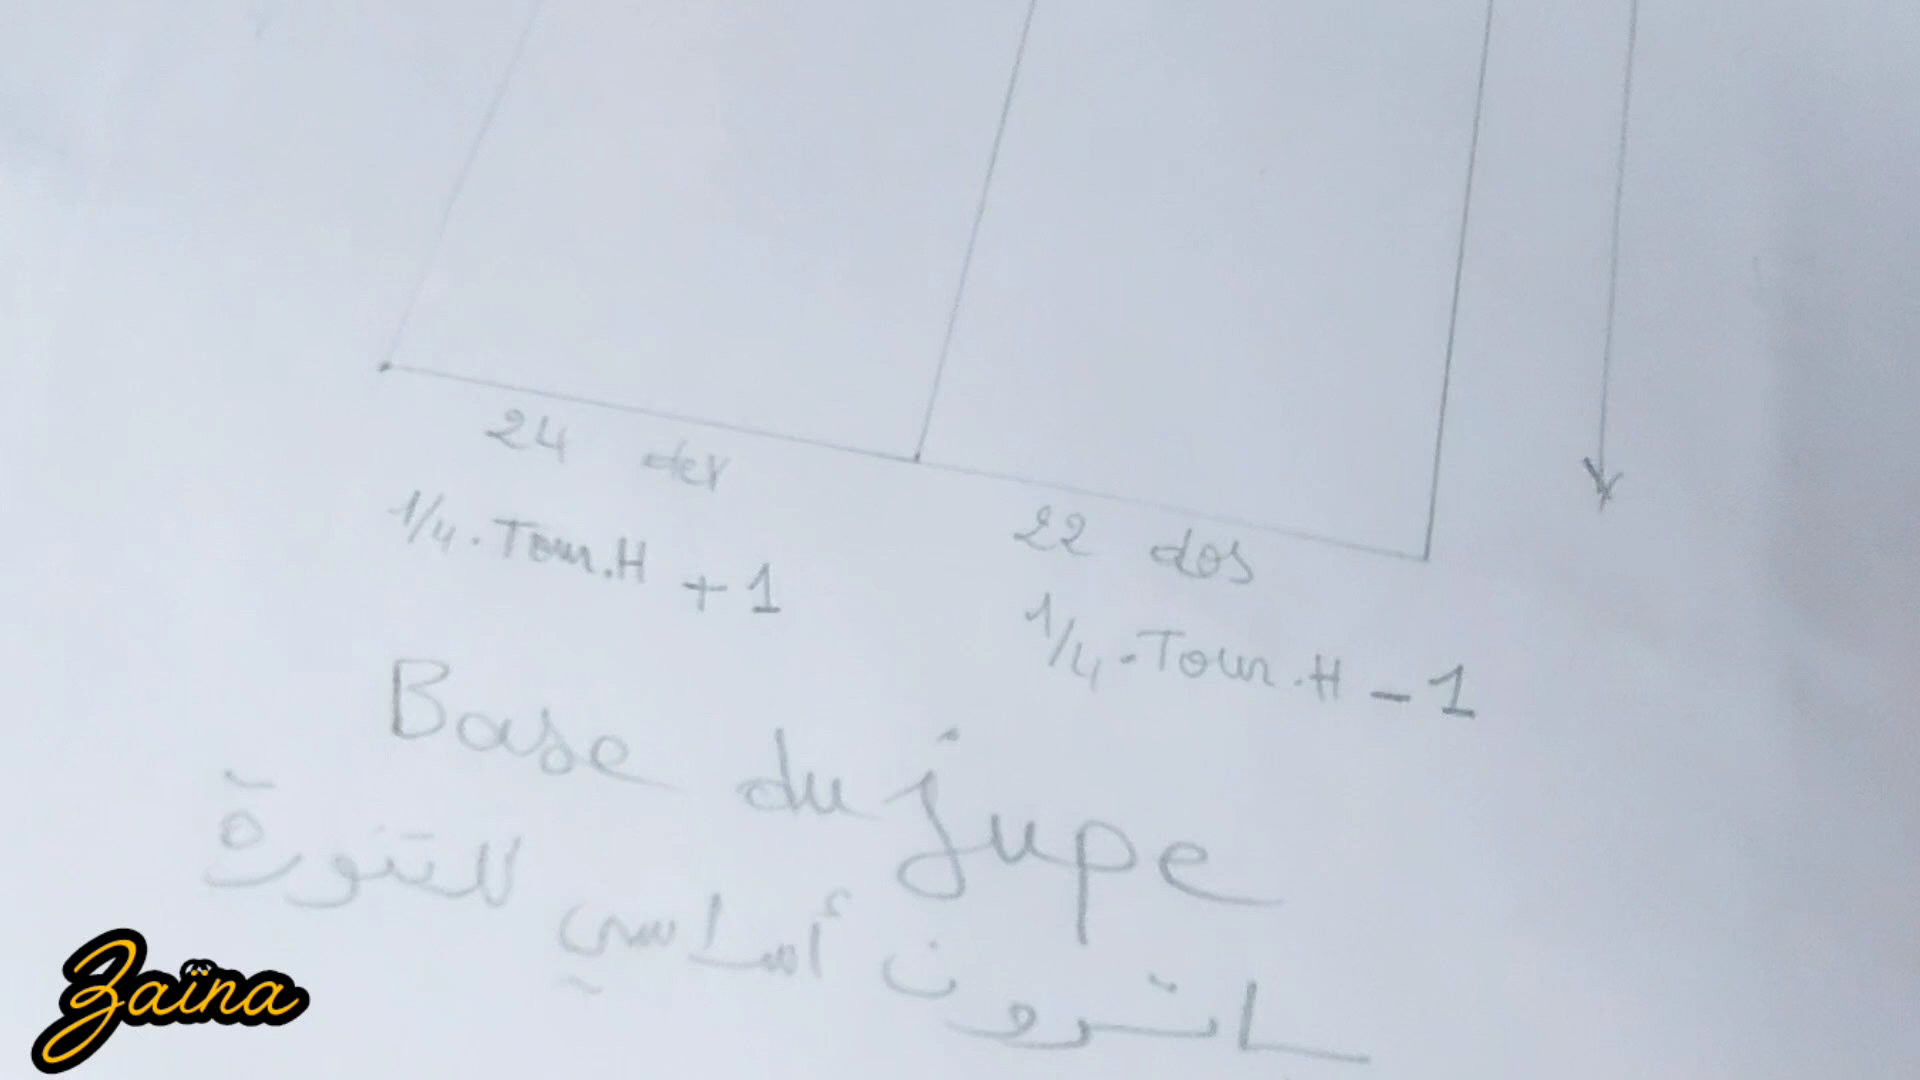 24 der
22 dos
1/4.Tour.H +1
1/4.Tour.H -1
Base du jupe
باترون أساسي للتنورة
Zaïna